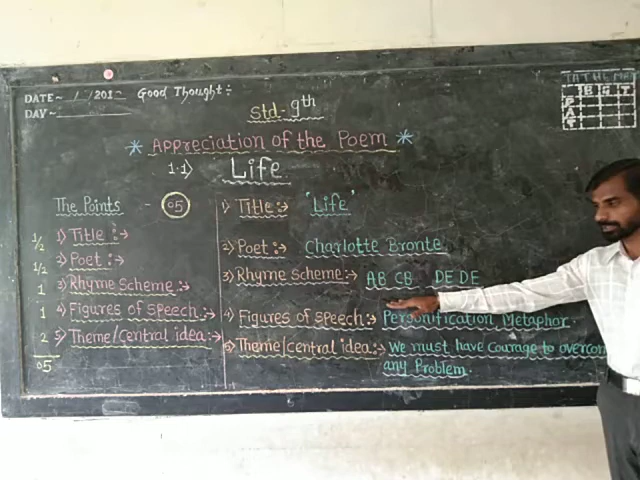 DATE~ / /201
Good Thought:
DAY~
Std- 9th
* Appreciation of the Poem *
1.1) Life.
The Points - 05
1/2 1) Title :→
1/2 2) Poet :→
1 3) Rhyme Scheme :→
1 4) Figures of speech :→
2 5) Theme/Central idea :→
05
1) Title :→ 'Life'
2) Poet :→ Charlotte Bronte
3) Rhyme Scheme :→ AB CB DE DE
4) Figures of speech :→ Personification, Metaphor.
5) Theme/Central idea :→ We must have Courage to overcom
any Problem.
B G T
P
A
T